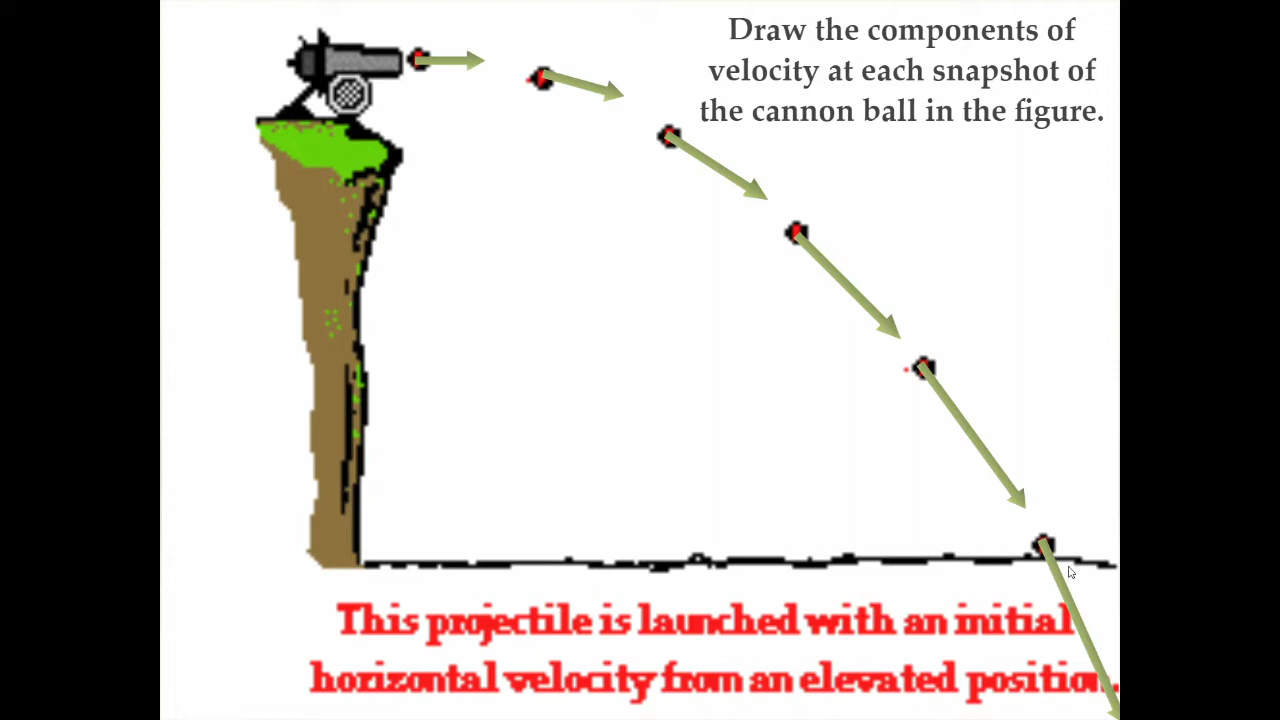 Draw the components of
velocity at each snapshot of
the cannon ball in the figure.
This projectile is launched with an initial
horizontal velocity from an elevated position.